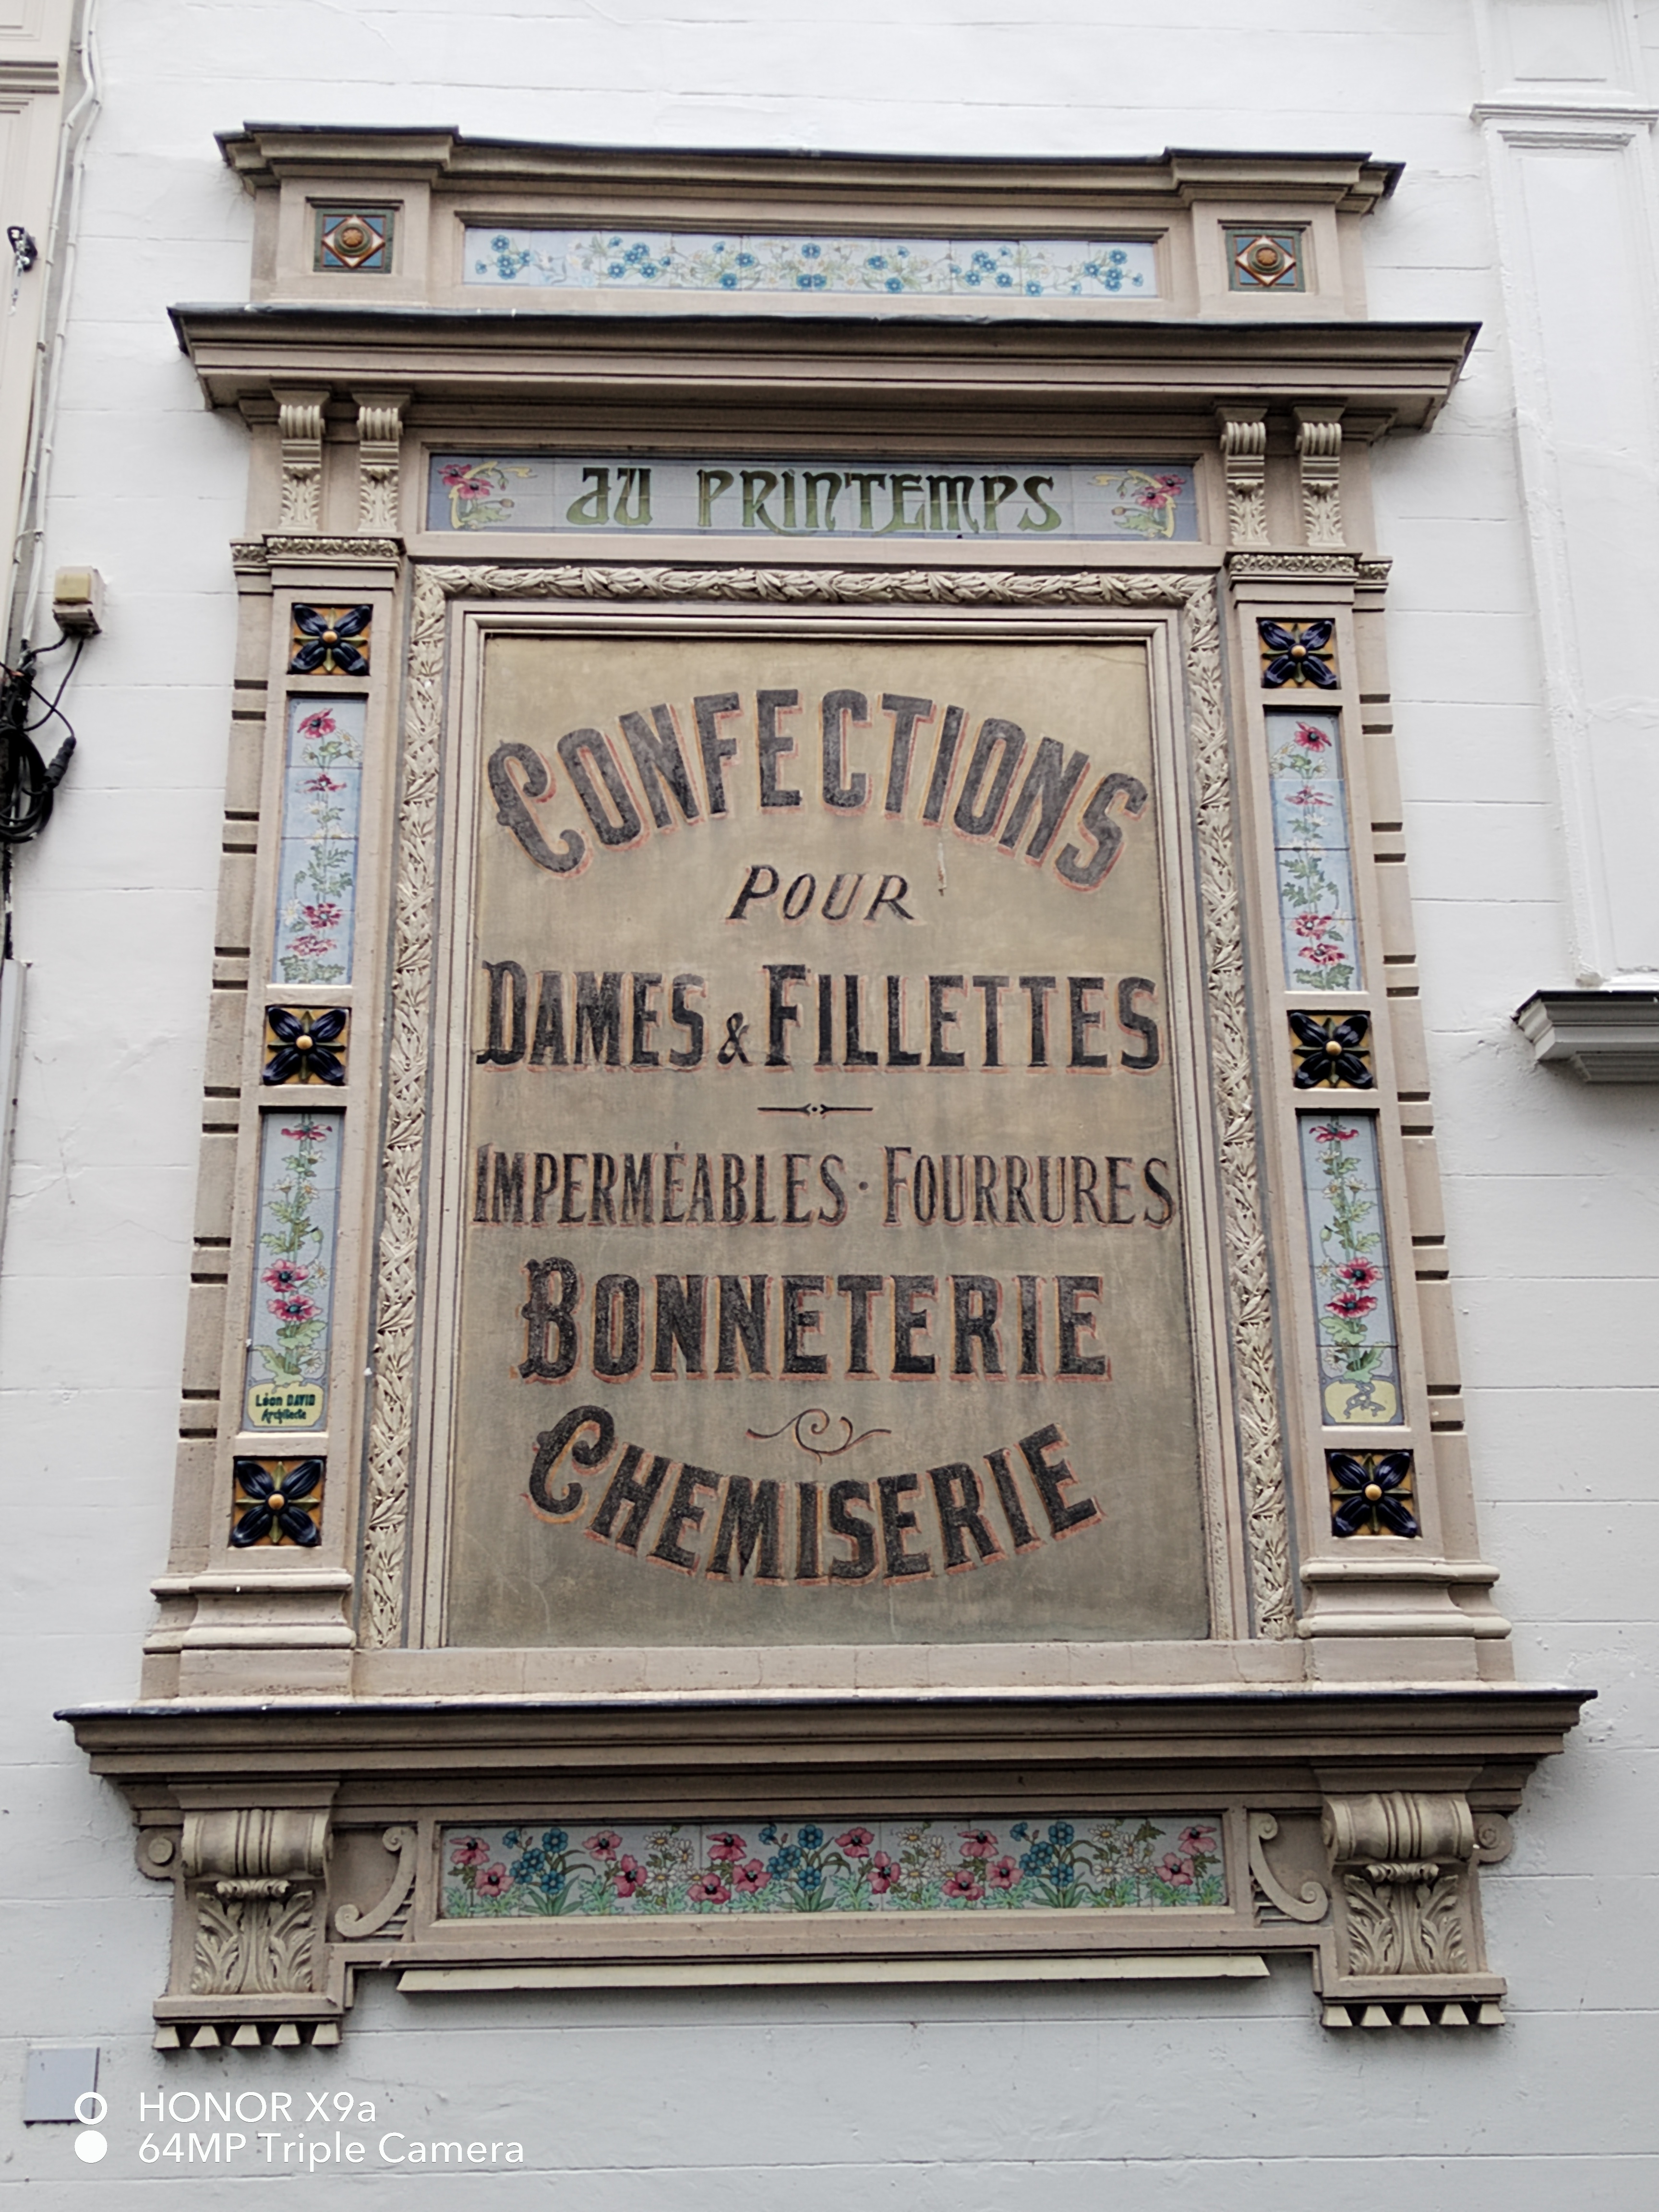 AU PRINTEMPS
CONFECTIONS
POUR
DAMES & FILLETTES
IMPERMÉABLES · FOURRURES
BONNETERIE
CHEMISERIE
Léon DAVID
Architecte
HONOR X9a
64MP Triple Camera